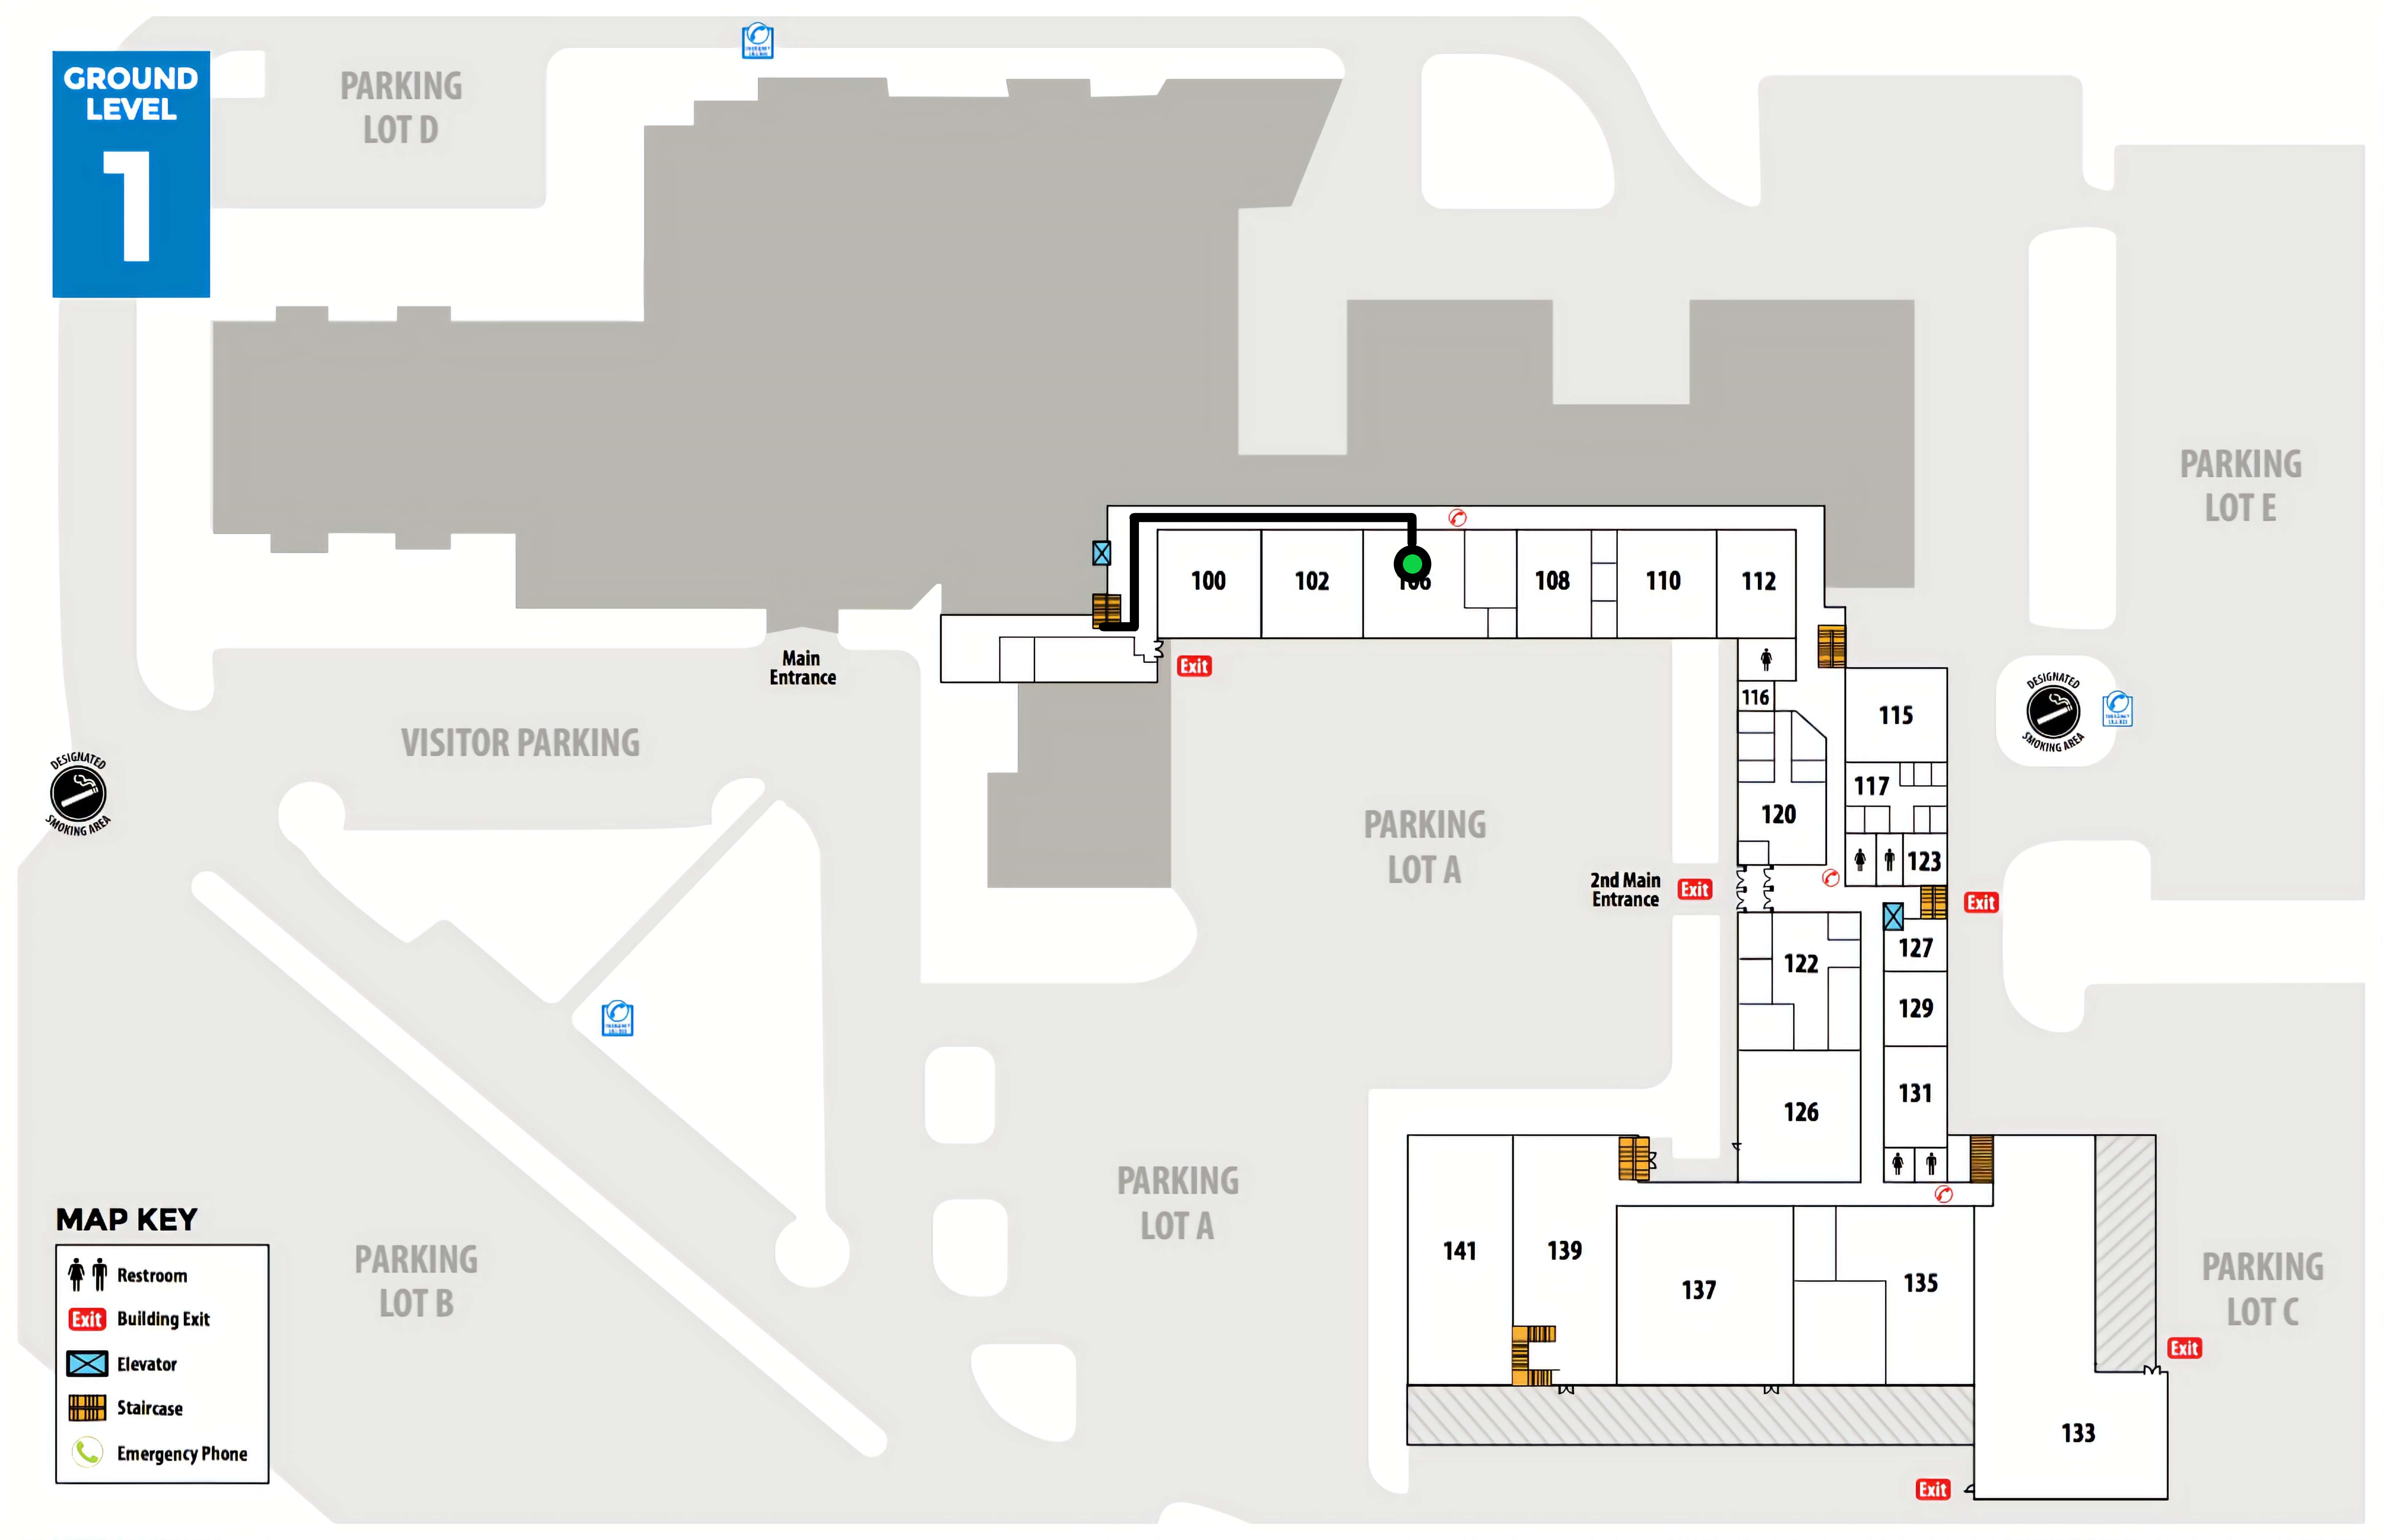 GROUND
LEVEL
1
PARKING
LOT D
PARKING
LOT E
100
102
108
110
112
Exit
Main
Entrance
116
115
DESIGNATED
SMOKING AREA
VISITOR PARKING
DESIGNATED
SMOKING AREA
117
120
PARKING
LOT A
123
2nd Main
Entrance
Exit
Exit
127
122
129
131
126
PARKING
LOT A
MAP KEY
Restroom
Exit
Building Exit
Elevator
Staircase
Emergency Phone
PARKING
LOT B
141
139
137
135
PARKING
LOT C
Exit
133
Exit